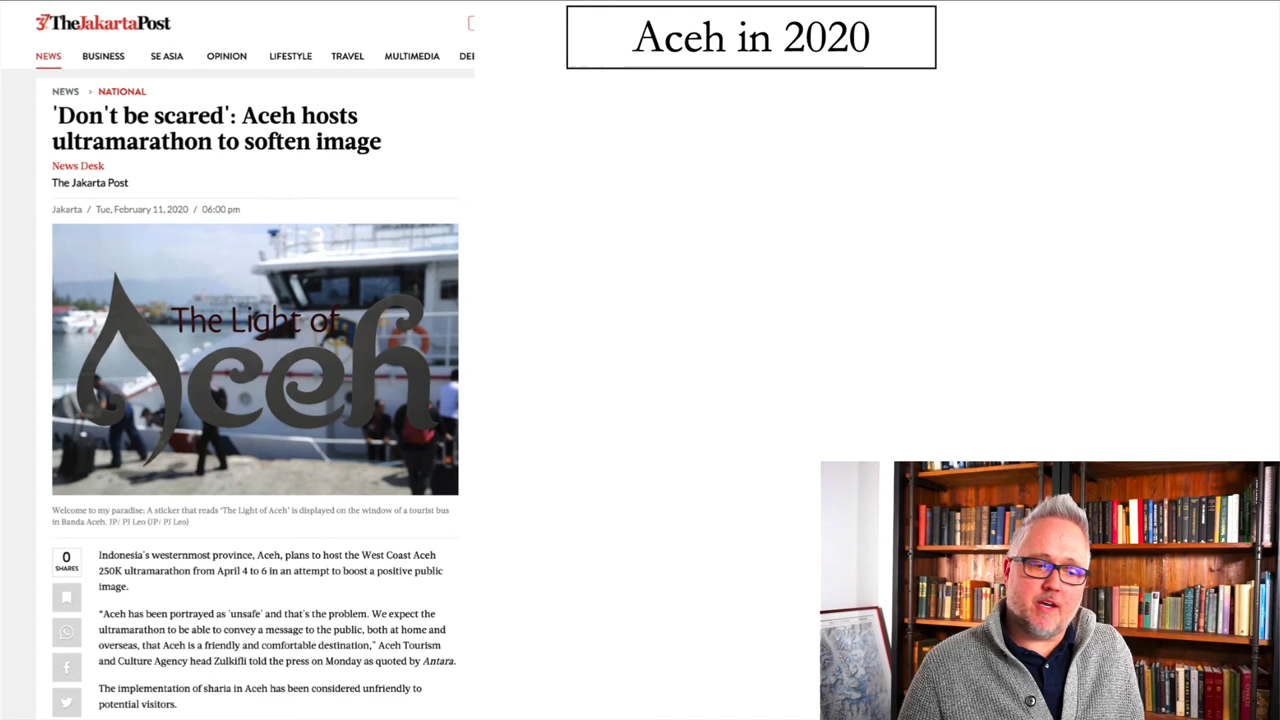 37 TheJakartaPost
NEWS BUSINESS SE ASIA OPINION LIFESTYLE TRAVEL MULTIMEDIA
NEWS > NATIONAL
'Don't be scared': Aceh hosts
ultramarathon to soften image
News Desk
The Jakarta Post
Jakarta / Tue, February 11, 2020 / 06:00 pm
The Light of
Aceh
Welcome to my paradise: A sticker that reads 'The Light of Aceh' is displayed on the window of a tourist bus
in Banda Aceh. JP/ PJ Leo (JP/ PJ Leo)
0
SHARES
Indonesia's westernmost province, Aceh, plans to host the West Coast Aceh
250K ultramarathon from April 4 to 6 in an attempt to boost a positive public
image.
“Aceh has been portrayed as 'unsafe' and that's the problem. We expect the
ultramarathon to be able to convey a message to the public, both at home and
overseas, that Aceh is a friendly and comfortable destination,” Aceh Tourism
and Culture Agency head Zulkifli told the press on Monday as quoted by Antara.
The implementation of sharia in Aceh has been considered unfriendly to
potential visitors.
Aceh in 2020